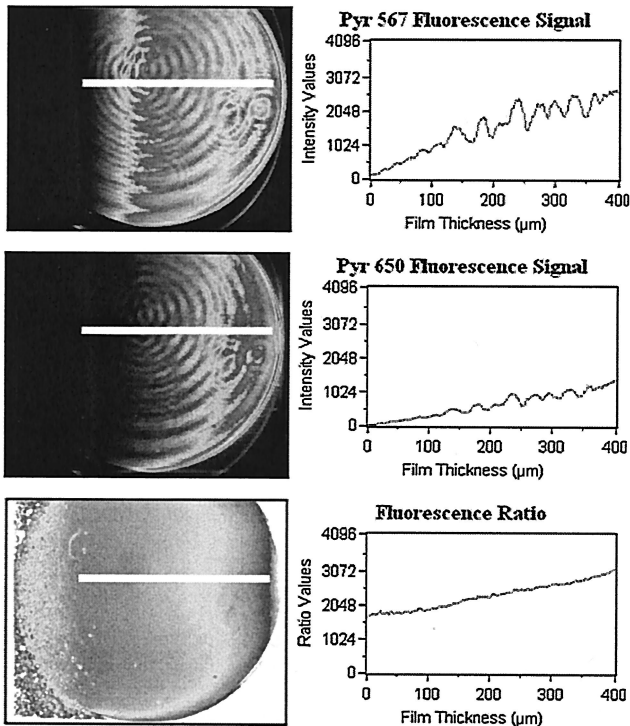 Pyr 567 Fluorescence Signal
4096
3072
2048
1024
0
Intensity Values
0 100 200 300 400
Film Thickness (µm)
Pyr 650 Fluorescence Signal
4096
3072
2048
1024
0
Intensity Values
0 100 200 300 400
Film Thickness (µm)
Fluorescence Ratio
4096
3072
2048
1024
0
Ratio Values
0 100 200 300 400
Film Thickness (µm)